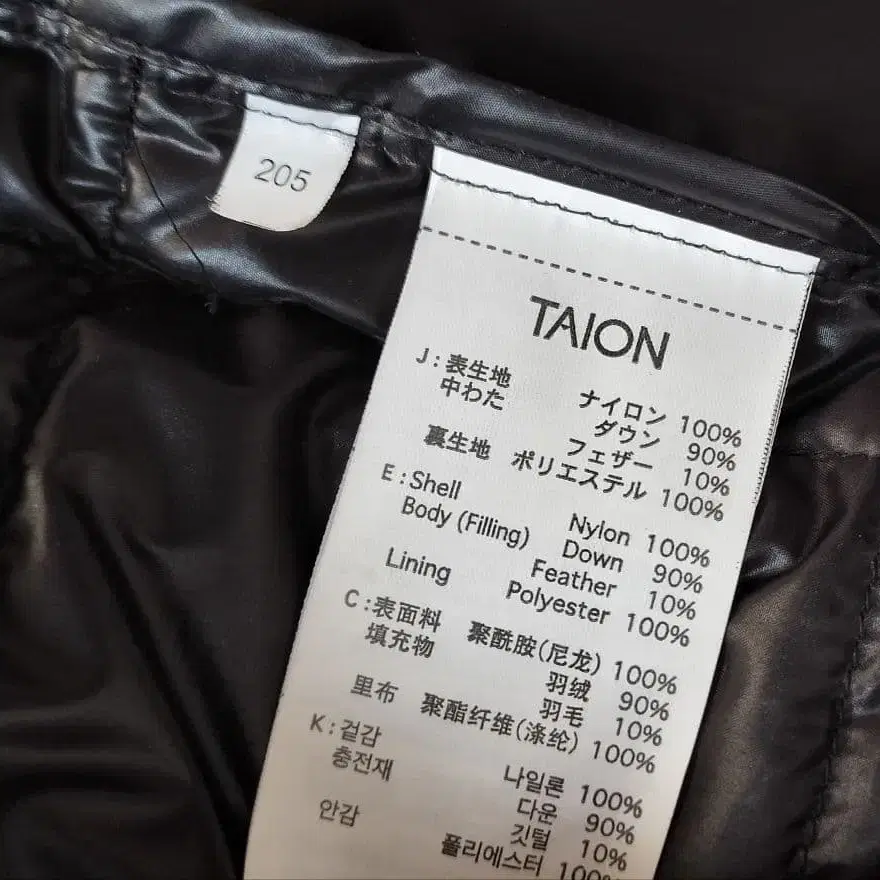 205
TAION
J:表生地 ナイロン 100%
中わた ダウン 90%
フェザー 10%
裏生地 ポリエステル 100%
E:Shell Nylon 100%
Body (Filling) Down 90%
Feather 10%
Lining Polyester 100%
C:表面料 聚酰胺(尼龙) 100%
填充物 羽绒 90%
羽毛 10%
里布 聚酯纤维(涤纶) 100%
K:겉감 나일론 100%
충전재 다운 90%
깃털 10%
안감 폴리에스터 100%